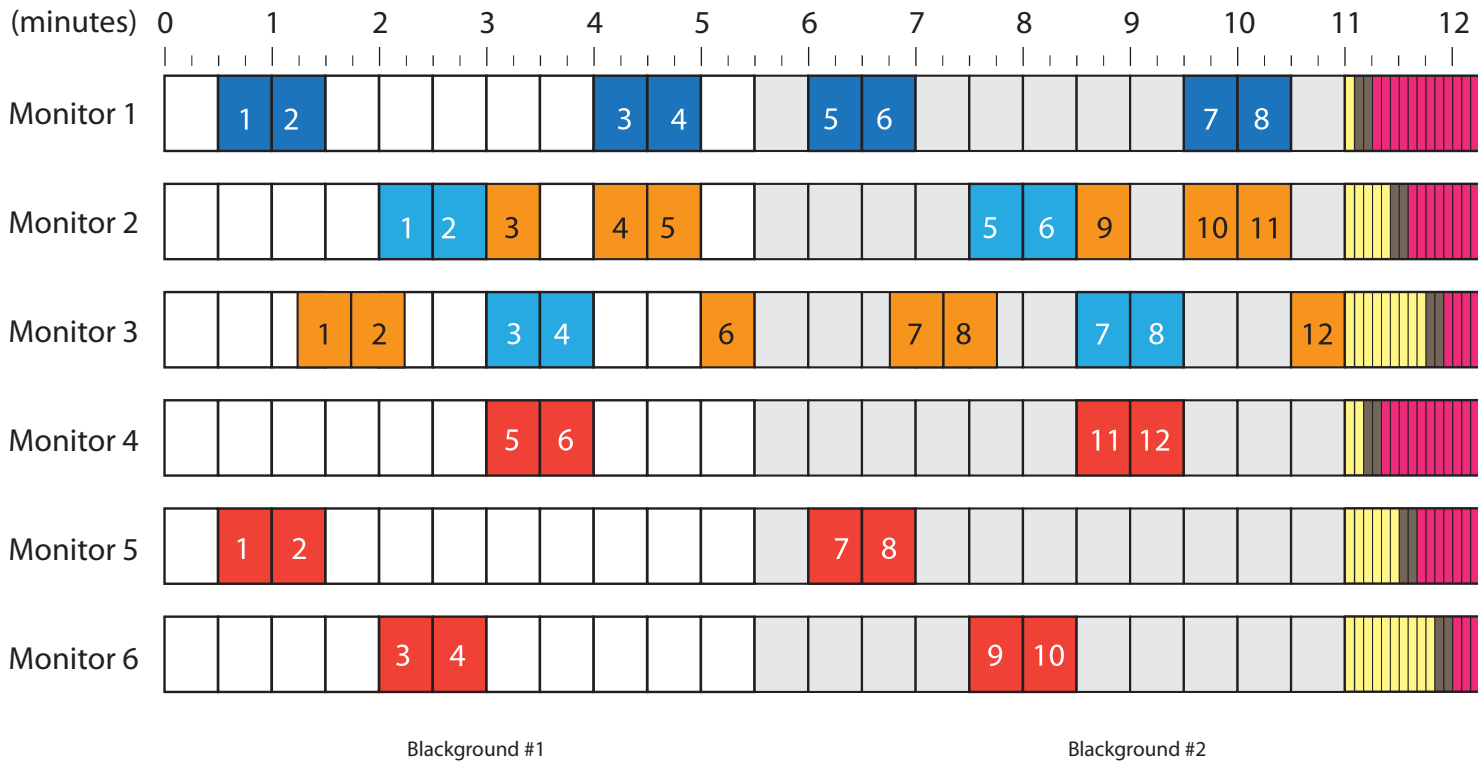 (minutes) 0 1 2 3 4 5 6 7 8 9 10 11 12
Monitor 1 1 2 3 4 5 6 7 8
Monitor 2 1 2 3 4 5 5 6 9 10 11
Monitor 3 1 2 3 4 6 7 8 7 8 12
Monitor 4 5 6 11 12
Monitor 5 1 2 7 8
Monitor 6 3 4 9 10
Blackground #1 Blackground #2